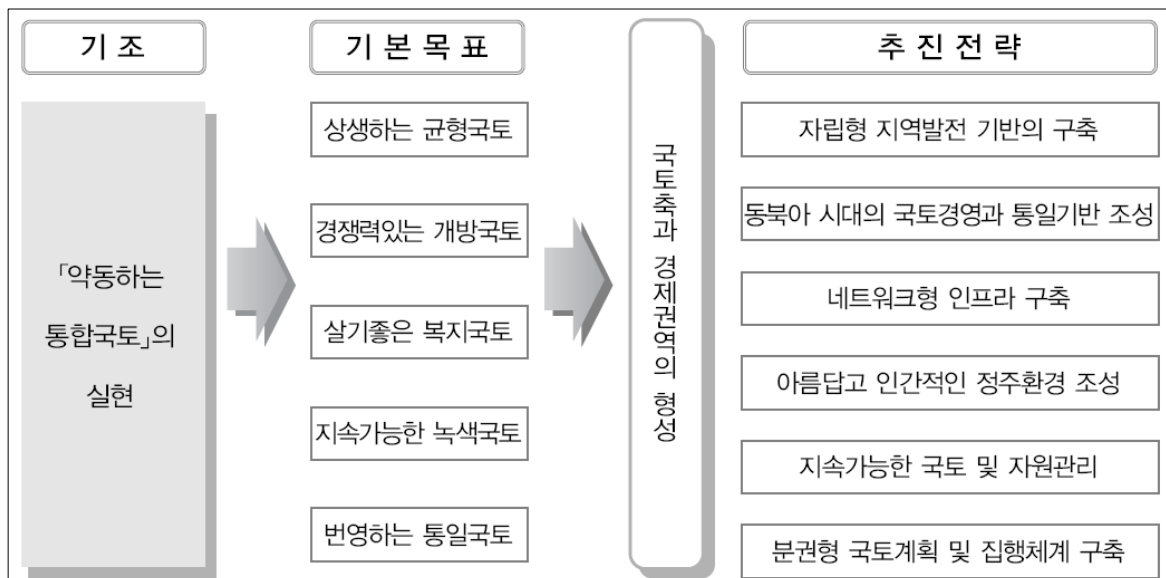 기 조
「약동하는
통합국토」의
실현
기 본 목 표
상생하는 균형국토
경쟁력있는 개방국토
살기좋은 복지국토
지속가능한 녹색국토
번영하는 통일국토
국토축과 경제권역의 형성
추 진 전 략
자립형 지역발전 기반의 구축
동북아 시대의 국토경영과 통일기반 조성
네트워크형 인프라 구축
아름답고 인간적인 정주환경 조성
지속가능한 국토 및 자원관리
분권형 국토계획 및 집행체계 구축